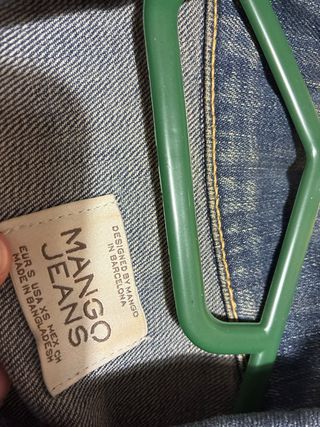 DESIGNED BY MANGO
IN BARCELONA
MANGO
JEANS
EUR S USA XS MEX CH
MADE IN BANGLADESH